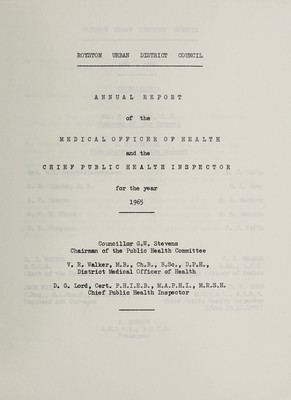 ROYSTON URBAN DISTRICT COUNCIL
ANNUAL REPORT
of the
MEDICAL OFFICER OF HEALTH
and the
CHIEF PUBLIC HEALTH INSPECTOR
for the year
1965
Councillor G.W. Stevens
Chairman of the Public Health Committee
V. R. Walker, M.B., Ch.B., B.Sc., D.P.H.,
District Medical Officer of Health
D. G. Lord, Cert. P.H.I.E.B., M.A.P.H.I., M.R.S.H.
Chief Public Health Inspector